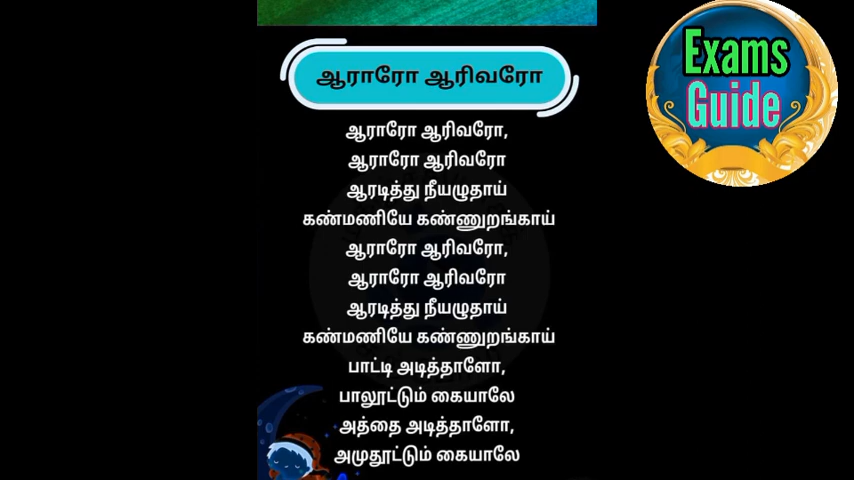 ஆராரோ ஆரிவரோ
ஆராரோ ஆரிவரோ,
ஆராரோ ஆரிவரோ
ஆரடித்து நீயழுதாய்
கண்மணியே கண்ணுறங்காய்
ஆராரோ ஆரிவரோ,
ஆராரோ ஆரிவரோ
ஆரடித்து நீயழுதாய்
கண்மணியே கண்ணுறங்காய்
பாட்டி அடித்தாளோ,
பாலூட்டும் கையாலே
அத்தை அடித்தாளோ,
அமுதூட்டும் கையாலே
Exams
Guide